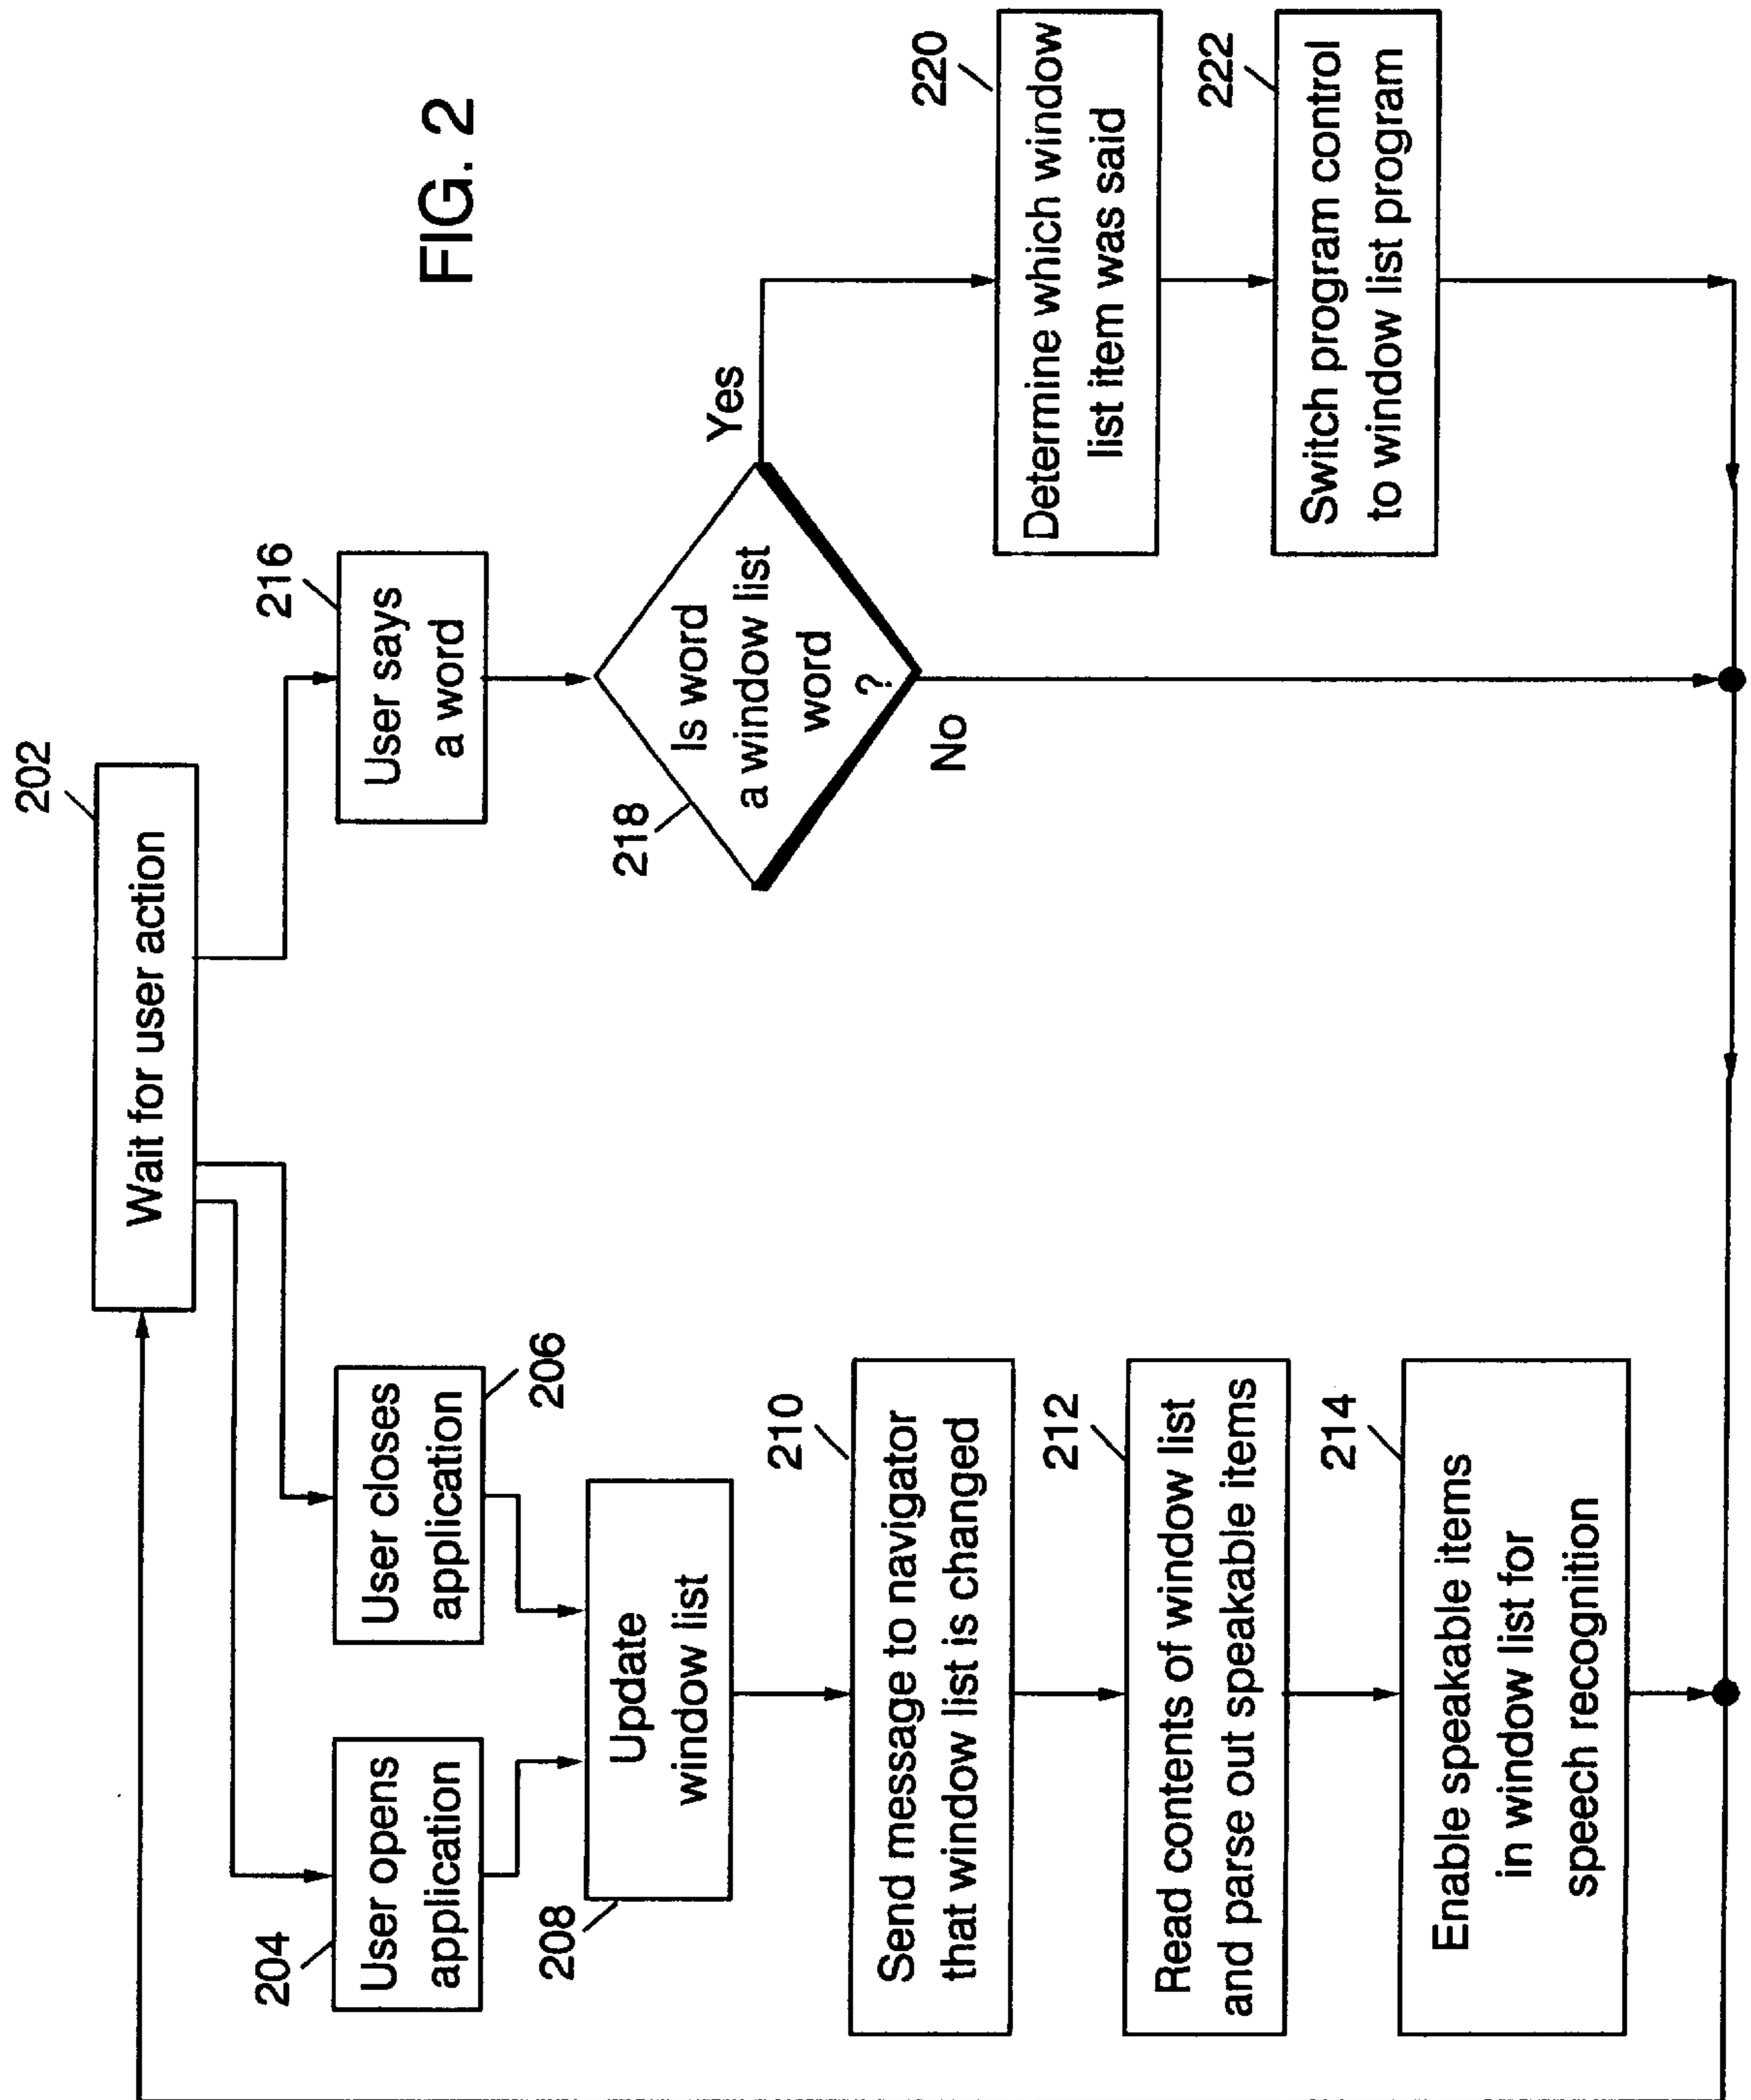 FIG. 2
202
Wait for user action
204
User opens
application
206
User closes
application
208
Update
window list
210
Send message to navigator
that window list is changed
212
Read contents of window list
and parse out speakable items
214
Enable speakable items
in window list for
speech recognition
216
User says
a word
218
Is word
a window list
word
?
Yes
No
220
Determine which window
list item was said
222
Switch program control
to window list program